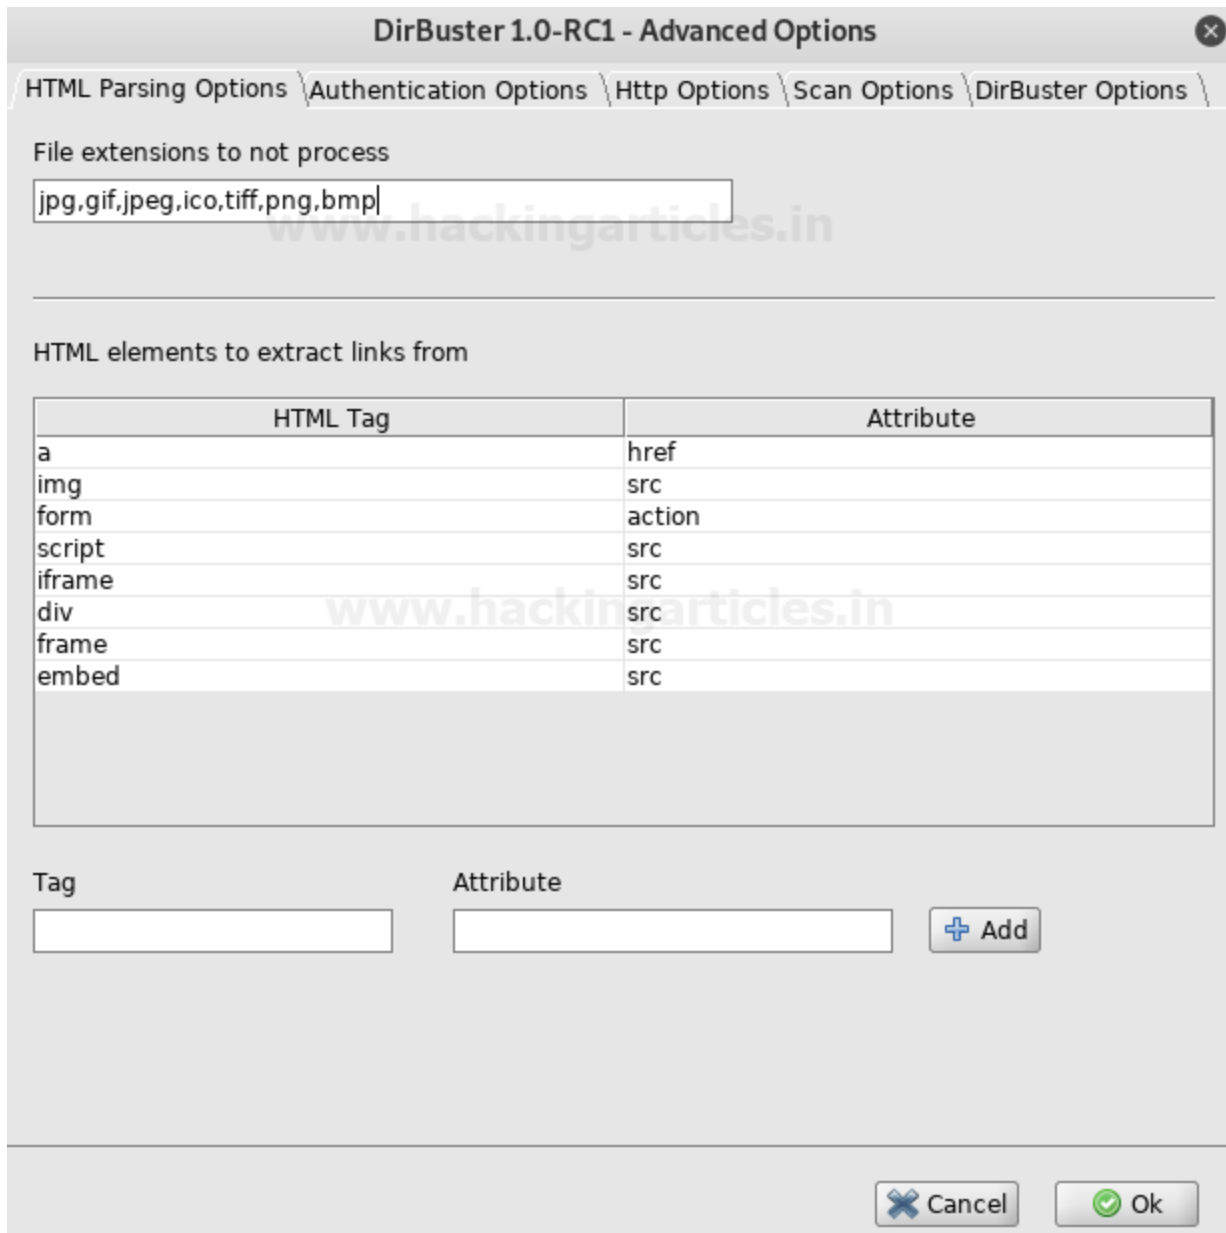 DirBuster 1.0-RC1 - Advanced Options
HTML Parsing Options Authentication Options Http Options Scan Options DirBuster Options
File extensions to not process
jpg,gif,jpeg,ico,tiff,png,bmp
www.hackingarticles.in
HTML elements to extract links from
HTML Tag Attribute
a href
img src
form action
script src
iframe src
div src
www.hackingarticles.in
frame src
embed src
Tag Attribute
Add
Cancel Ok